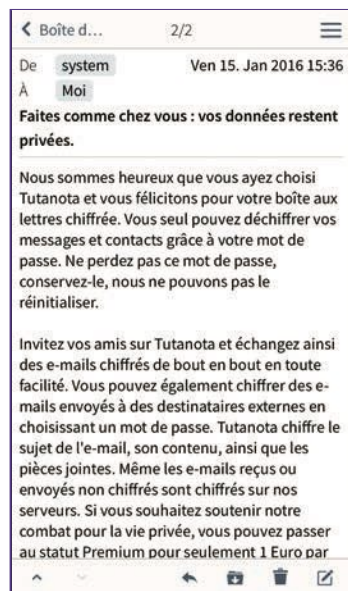 Boîte d... 2/2
De system Ven 15. Jan 2016 15:36
À Moi
Faites comme chez vous : vos données restent
privées.
Nous sommes heureux que vous ayez choisi
Tutanota et vous félicitons pour votre boîte aux
lettres chiffrée. Vous seul pouvez déchiffrer vos
messages et contacts grâce à votre mot de
passe. Ne perdez pas ce mot de passe,
conservez-le, nous ne pouvons pas le
réinitialiser.
Invitez vos amis sur Tutanota et échangez ainsi
des e-mails chiffrés de bout en bout en toute
facilité. Vous pouvez également chiffrer des e-
mails envoyés à des destinataires externes en
choisissant un mot de passe. Tutanota chiffre le
sujet de l'e-mail, son contenu, ainsi que les
pièces jointes. Même les e-mails reçus ou
envoyés non chiffrés sont chiffrés sur nos
serveurs. Si vous souhaitez soutenir notre
combat pour la vie privée, vous pouvez passer
au statut Premium pour seulement 1 Euro par